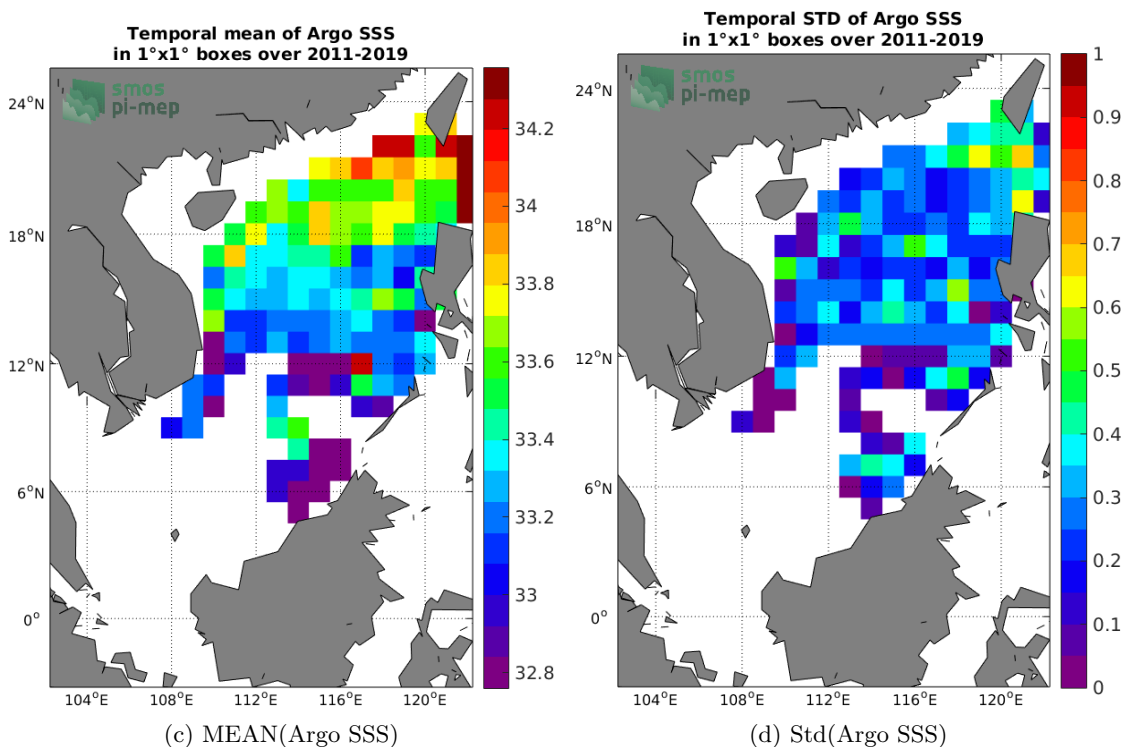 Temporal mean of Argo SSS
in 1°x1° boxes over 2011-2019
smos
pi-mep
24°N
18°N
12°N
6°N
0°
104°E
108°E
112°E
116°E
120°E
34.2
34
33.8
33.6
33.4
33.2
33
32.8
(c) MEAN(Argo SSS)
Temporal STD of Argo SSS
in 1°x1° boxes over 2011-2019
smos
pi-mep
24°N
18°N
12°N
6°N
0°
104°E
108°E
112°E
116°E
120°E
1
0.9
0.8
0.7
0.6
0.5
0.4
0.3
0.2
0.1
0
(d) Std(Argo SSS)